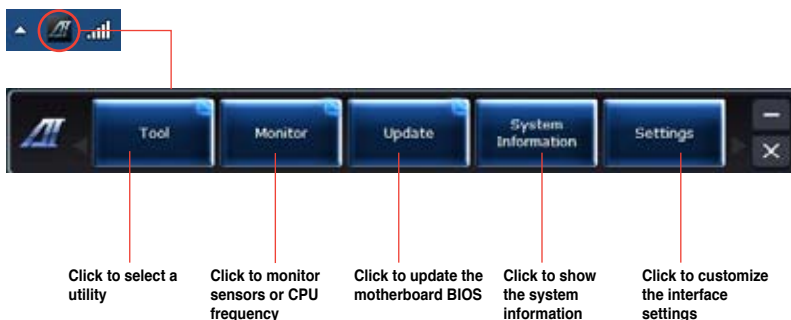 Tool
Monitor
Update
System
Information
Settings
Click to select a
utility
Click to monitor
sensors or CPU
frequency
Click to update the
motherboard BIOS
Click to show
the system
information
Click to customize
the interface
settings